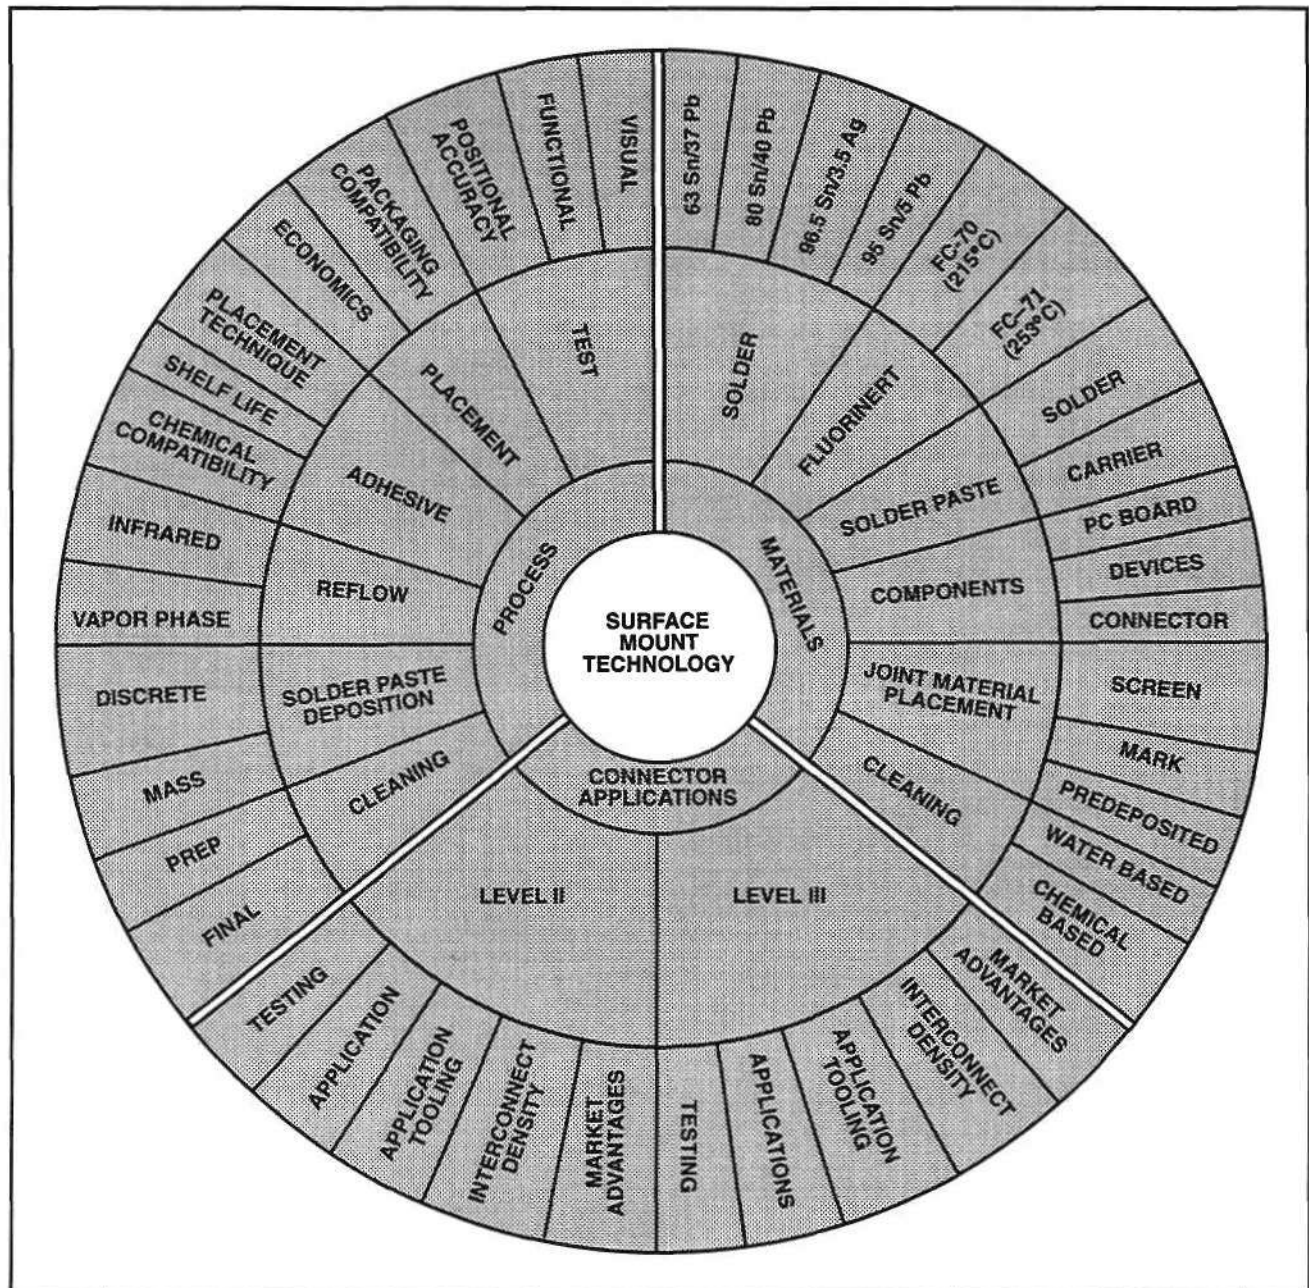 SURFACE
MOUNT
TECHNOLOGY
MATERIALS
SOLDER
63 Sn/37 Pb
80 Sn/40 Pb
96.5 Sn/3.5 Ag
95 Sn/5 Pb
FLUORINERT
FC-70
(215°C)
FC–71
(253°C)
SOLDER PASTE
SOLDER
CARRIER
COMPONENTS
PC BOARD
DEVICES
CONNECTOR
JOINT MATERIAL
PLACEMENT
SCREEN
MARK
PREDEPOSITED
CLEANING
WATER BASED
CHEMICAL
BASED
CONNECTOR
APPLICATIONS
LEVEL III
MARKET
ADVANTAGES
INTERCONNECT
DENSITY
APPLICATION
TOOLING
APPLICATIONS
TESTING
LEVEL II
MARKET
ADVANTAGES
INTERCONNECT
DENSITY
APPLICATION
TOOLING
APPLICATION
TESTING
PROCESS
CLEANING
FINAL
PREP
SOLDER PASTE
DEPOSITION
MASS
DISCRETE
REFLOW
VAPOR PHASE
INFRARED
ADHESIVE
CHEMICAL
COMPATIBILITY
SHELF LIFE
PLACEMENT
TECHNIQUE
PLACEMENT
ECONOMICS
PACKAGING
COMPATIBILITY
TEST
POSITIONAL
ACCURACY
FUNCTIONAL
VISUAL